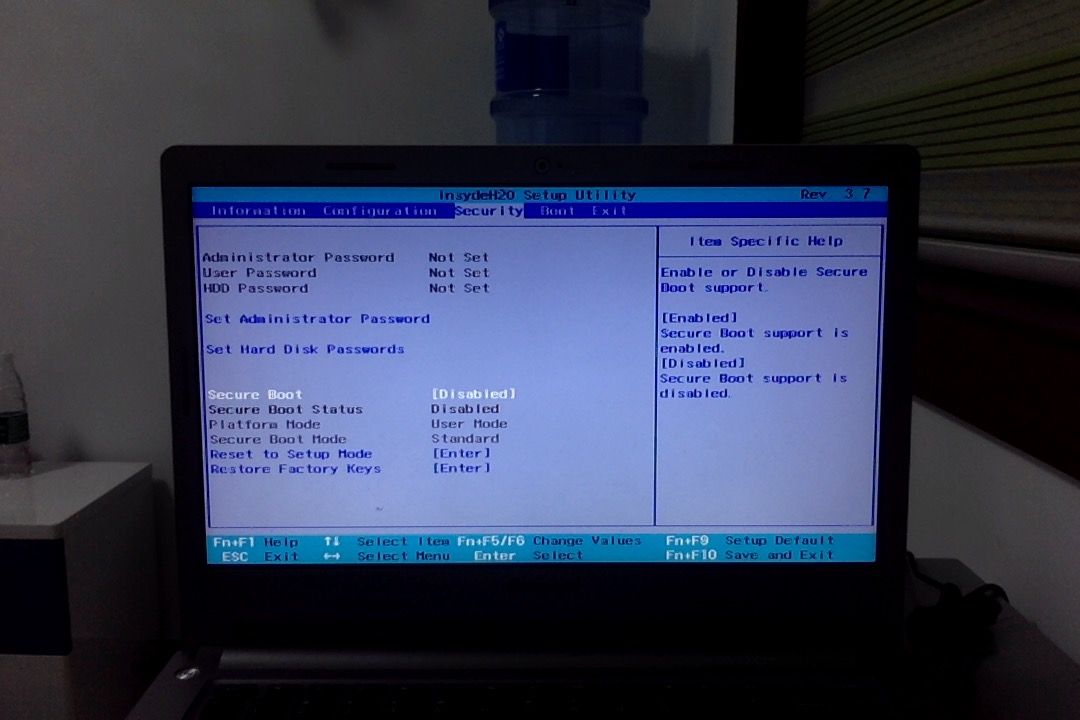 InsydeH20 Setup Utility Rev. 3.7
Information Configuration Security Boot Exit
Item Specific Help
Administrator Password Not Set
User Password Not Set
HDD Password Not Set
Set Administrator Password
Set Hard Disk Passwords
Secure Boot [Disabled]
Secure Boot Status Disabled
Platform Mode User Mode
Secure Boot Mode Standard
Reset to Setup Mode [Enter]
Restore Factory Keys [Enter]
Enable or Disable Secure
Boot support.
[Enabled]
Secure Boot support is
enabled.
[Disabled]
Secure Boot support is
disabled.
Fn+F1 Help ↑↓ Select Item Fn+F5/F6 Change Values Fn+F9 Setup Default
ESC Exit ↔ Select Menu Enter Select Fn+F10 Save and Exit